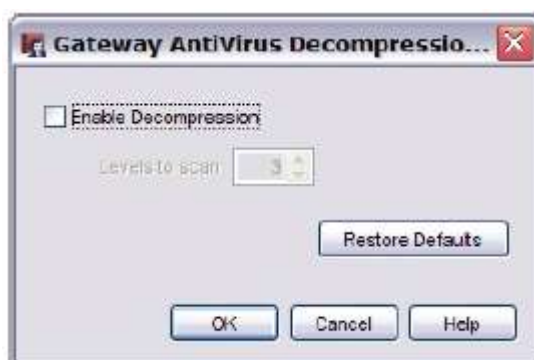 Gateway AntiVirus Decompressio...
Enable Decompression
Levels to scan 3
Restore Defaults
OK Cancel Help